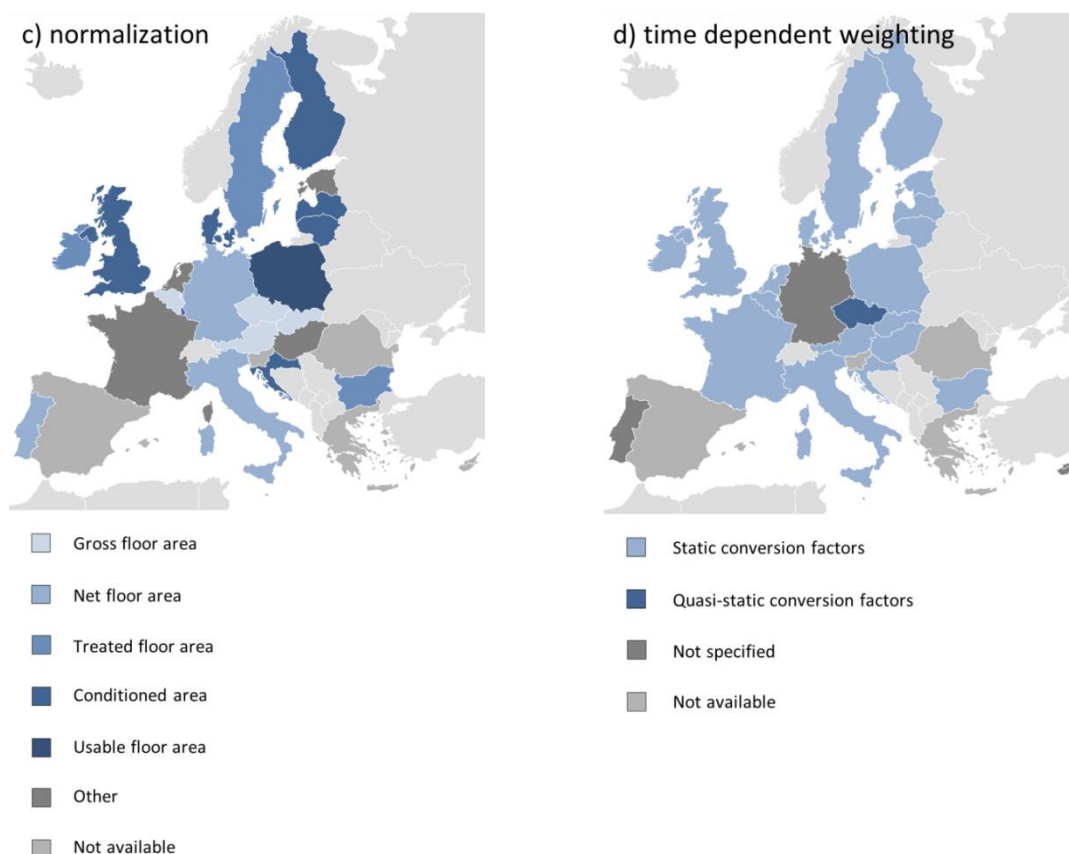 c) normalization
Gross floor area
Net floor area
Treated floor area
Conditioned area
Usable floor area
Other
Not available
d) time dependent weighting
Static conversion factors
Quasi-static conversion factors
Not specified
Not available